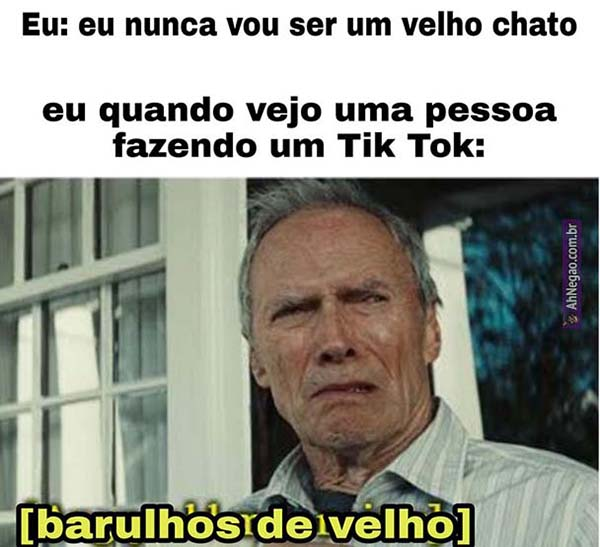 Eu: eu nunca vou ser um velho chato
eu quando vejo uma pessoa
fazendo um Tik Tok:
AhNegao.com.br
[barulhos de velho]